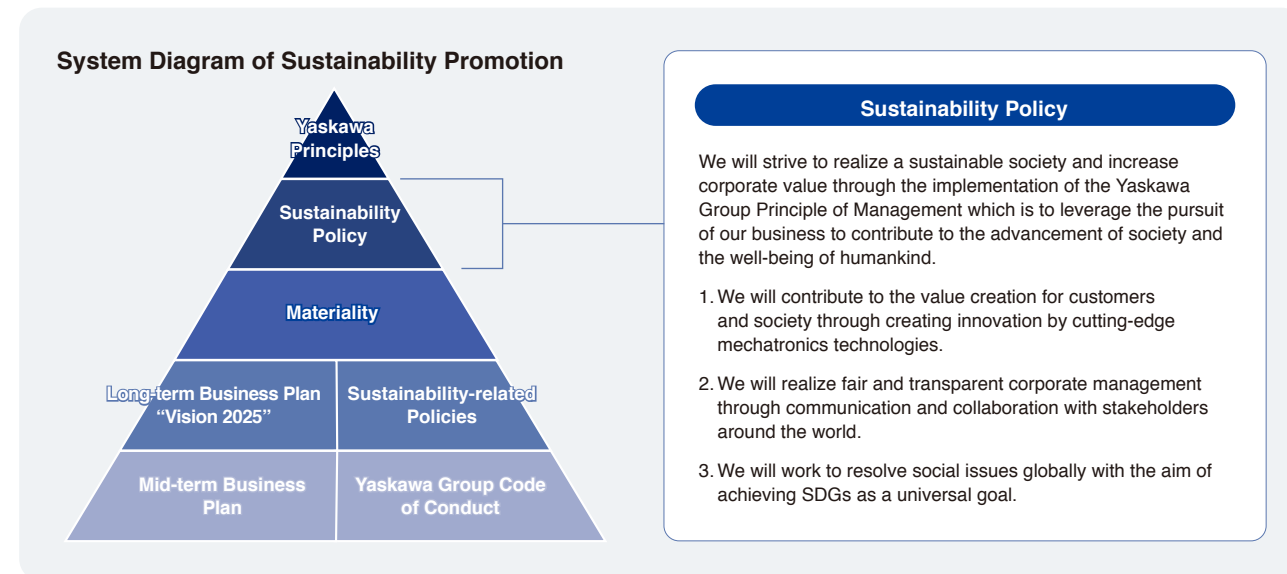 System Diagram of Sustainability Promotion
Yaskawa
Principles
Sustainability
Policy
Materiality
Long-term Business Plan
“Vision 2025”
Sustainability-related
Policies
Mid-term Business
Plan
Yaskawa Group Code
of Conduct
Sustainability Policy
We will strive to realize a sustainable society and increase
corporate value through the implementation of the Yaskawa
Group Principle of Management which is to leverage the pursuit
of our business to contribute to the advancement of society and
the well-being of humankind.
1. We will contribute to the value creation for customers
and society through creating innovation by cutting-edge
mechatronics technologies.
2. We will realize fair and transparent corporate management
through communication and collaboration with stakeholders
around the world.
3. We will work to resolve social issues globally with the aim of
achieving SDGs as a universal goal.